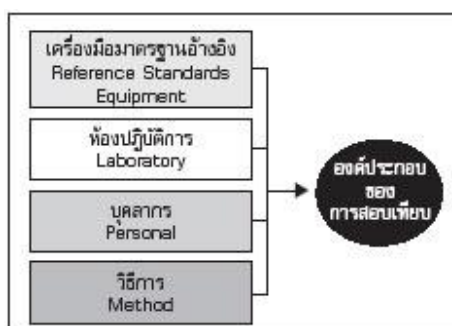 เครื่องมือมาตรฐานอ้างอิง
Reference Standards
Equipment
ห้องปฏิบัติการ
Laboratory
บุคลากร
Personal
วิธีการ
Method
องค์ประกอบ
ของ
การสอบเทียบ